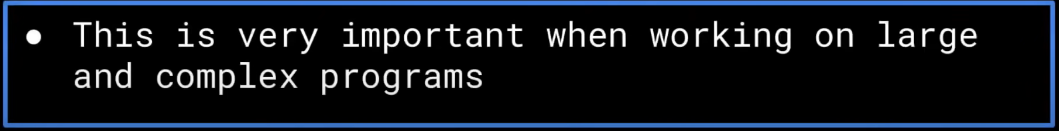 ● This is very important when working on large
and complex programs